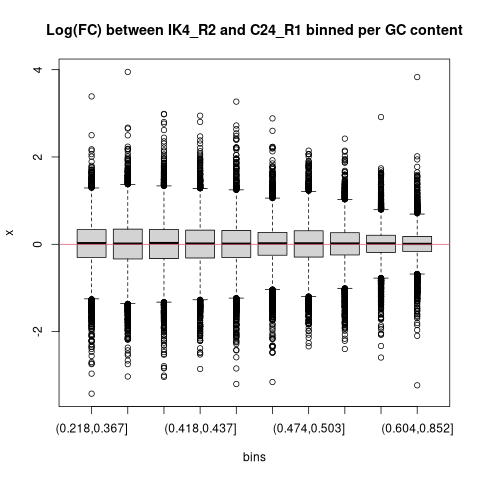 Log(FC) between IK4_R2 and C24_R1 binned per GC content
4
2
0
-2
x
(0.218,0.367]
(0.418,0.437]
(0.474,0.503]
(0.604,0.852]
bins